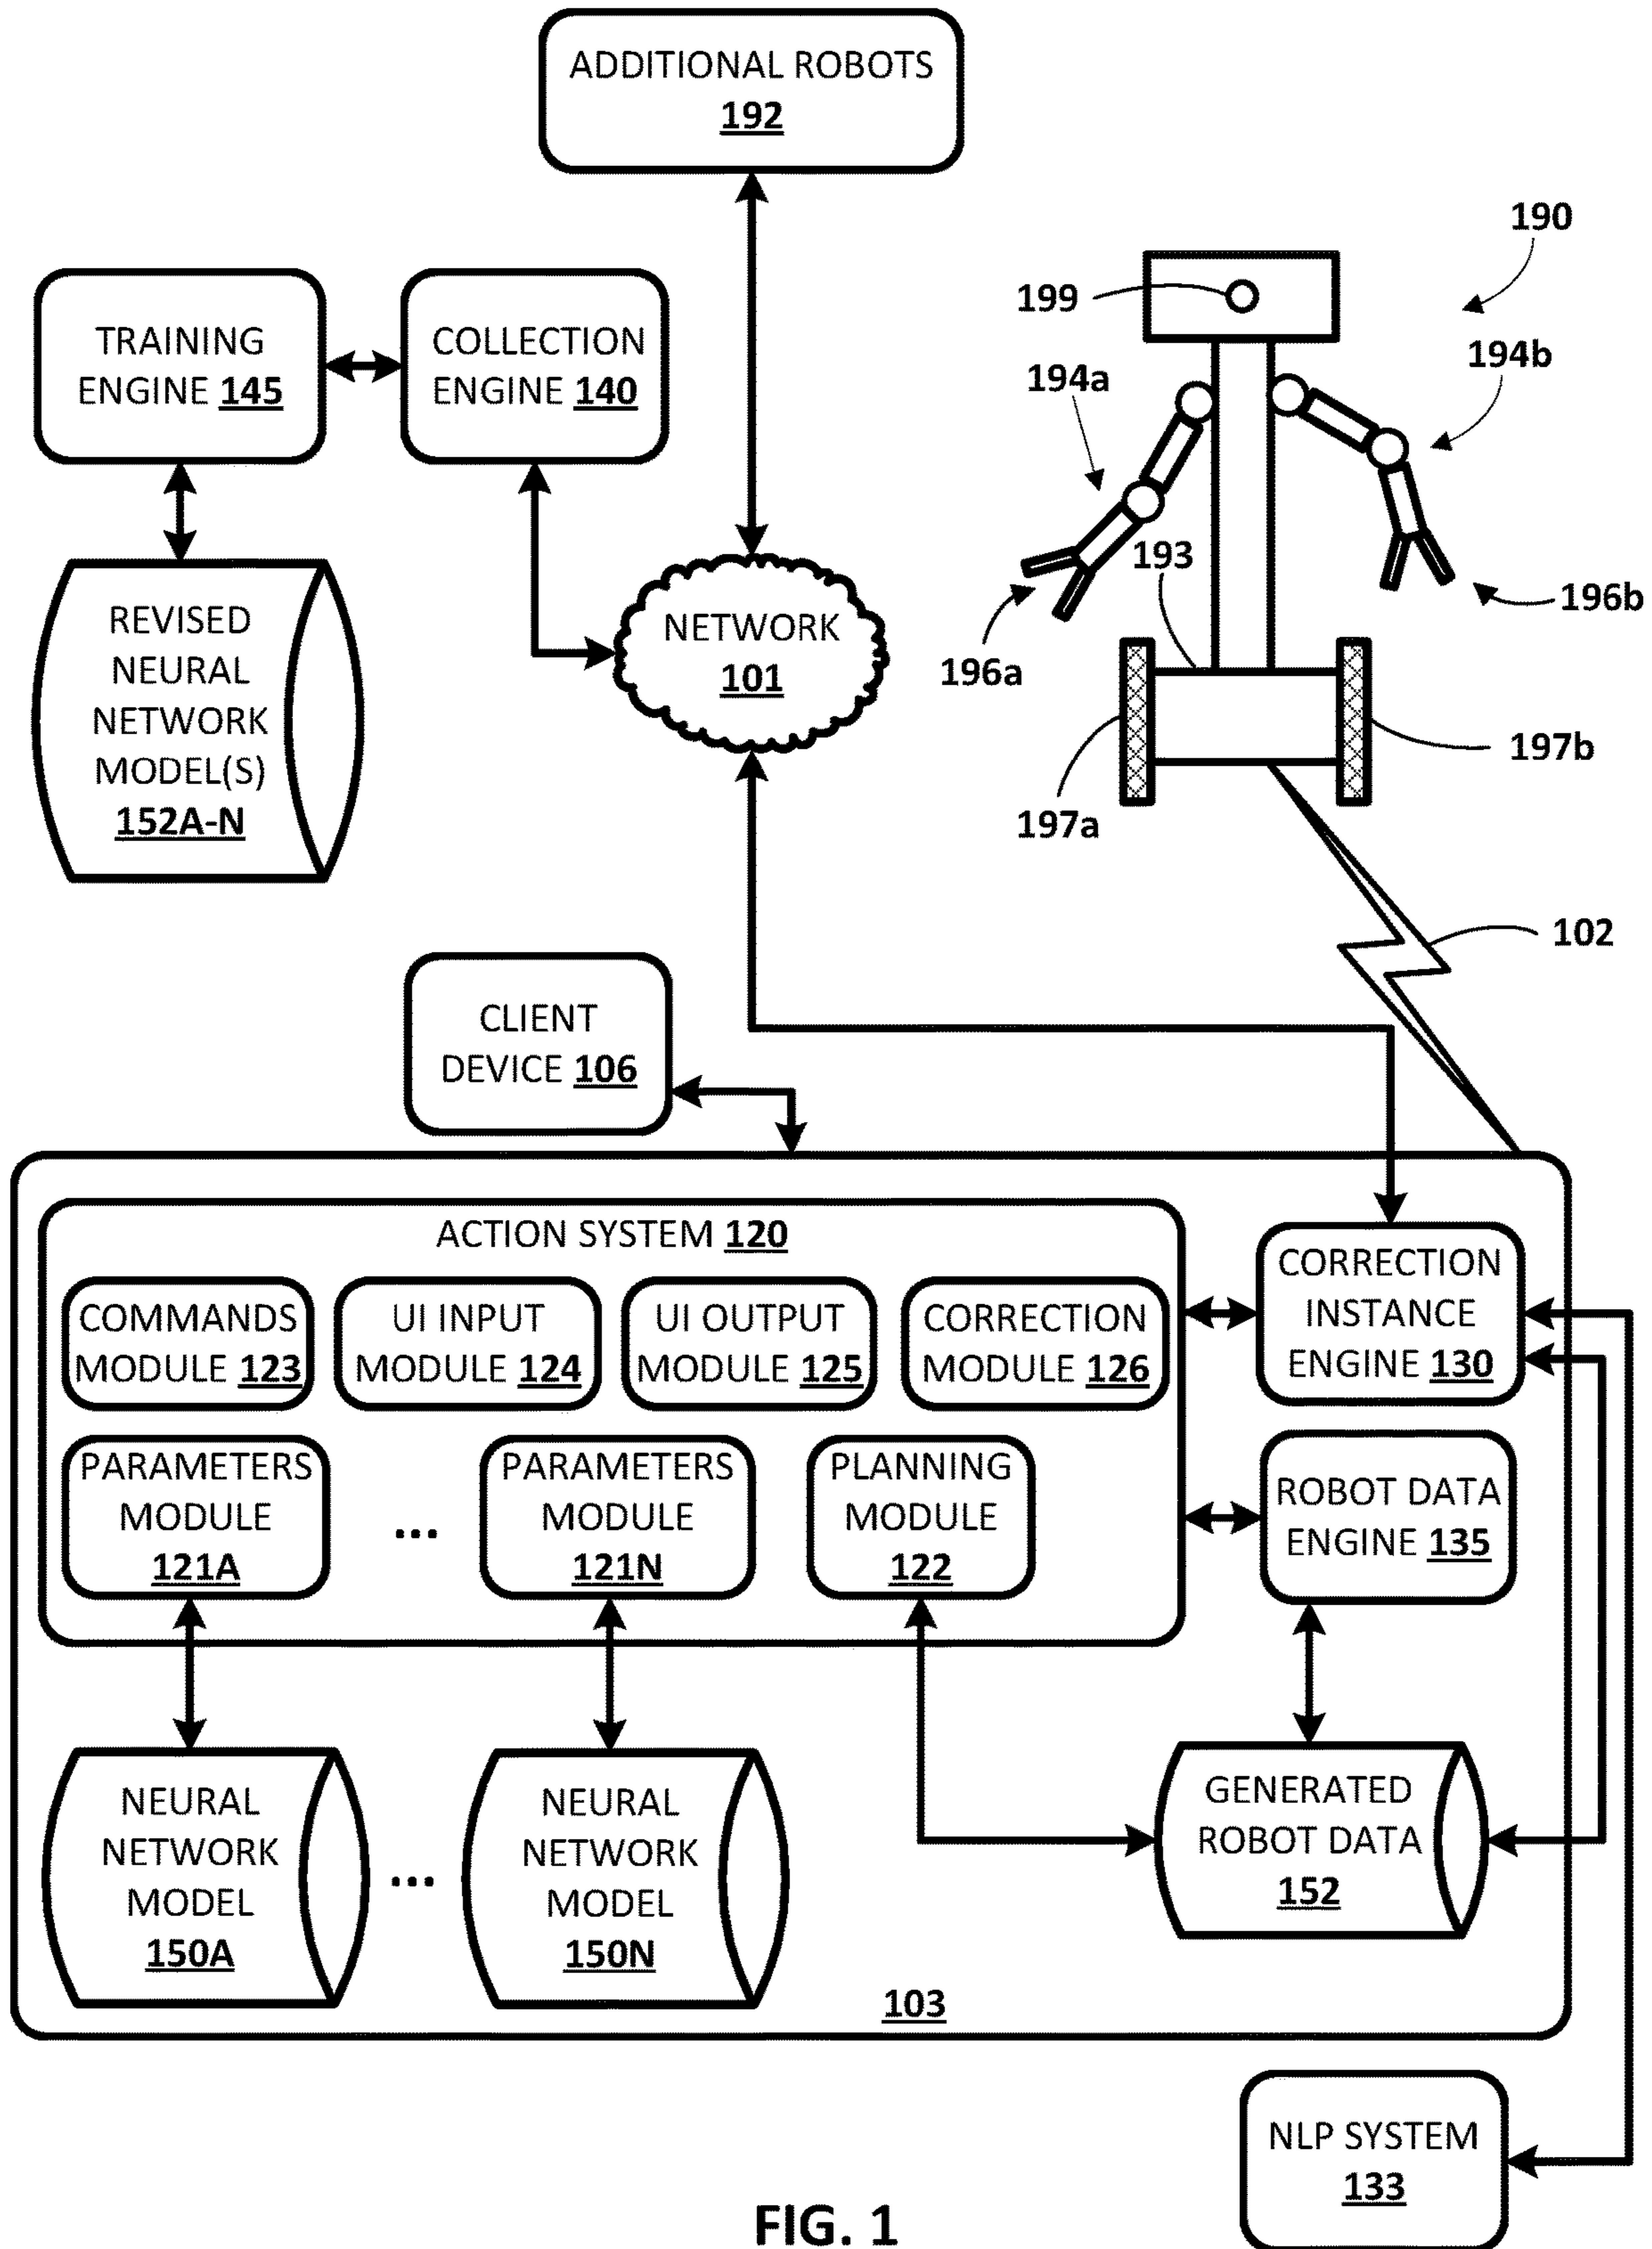 ADDITIONAL ROBOTS
192
190
199
194a
194b
TRAINING
ENGINE 145
COLLECTION
ENGINE 140
193
196a
196b
REVISED
NEURAL
NETWORK
MODEL(S)
152A-N
NETWORK
101
197a
197b
102
CLIENT
DEVICE 106
ACTION SYSTEM 120
COMMANDS
MODULE 123
UI INPUT
MODULE 124
UI OUTPUT
MODULE 125
CORRECTION
MODULE 126
CORRECTION
INSTANCE
ENGINE 130
PARAMETERS
MODULE
121A
...
PARAMETERS
MODULE
121N
PLANNING
MODULE
122
ROBOT DATA
ENGINE 135
NEURAL
NETWORK
MODEL
150A
...
NEURAL
NETWORK
MODEL
150N
GENERATED
ROBOT DATA
152
103
NLP SYSTEM
133
FIG. 1